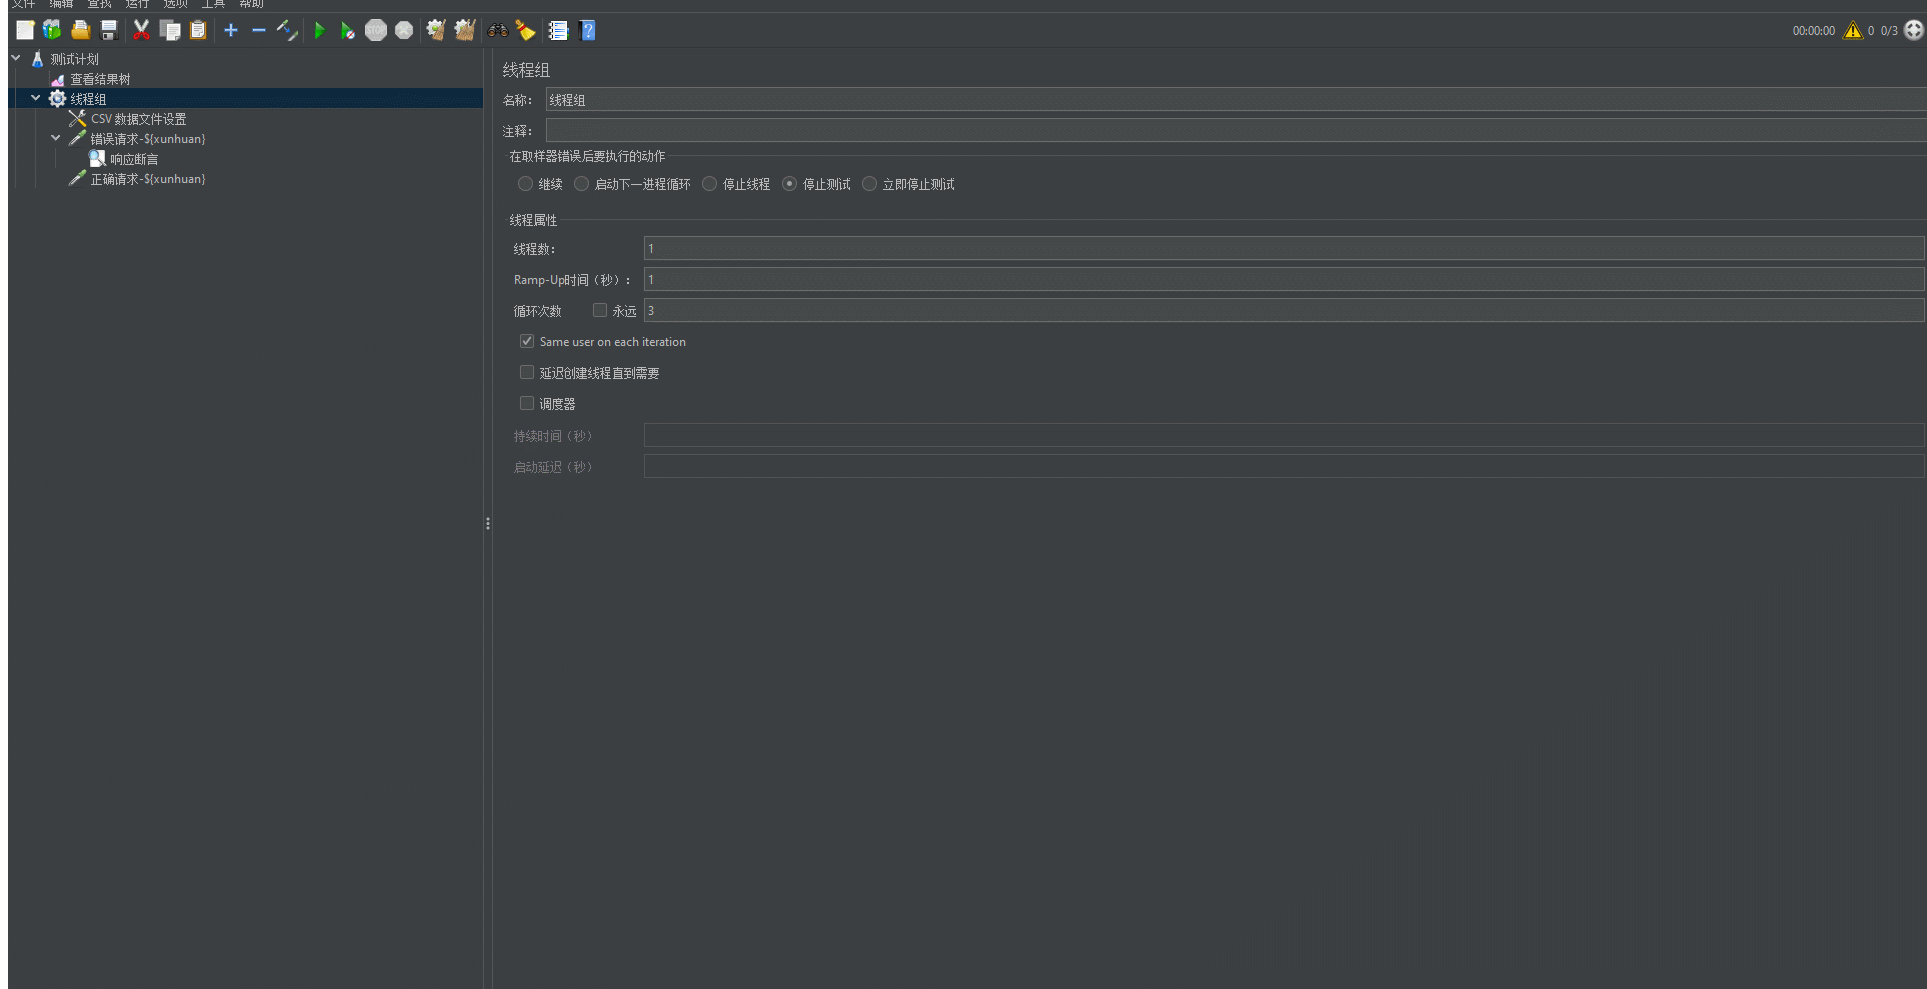 文件 编辑 查找 运行 选项 工具 帮助
STOP
00:00:00 0 0/3
测试计划
查看结果树
线程组
CSV 数据文件设置
错误请求-${xunhuan}
响应断言
正确请求-${xunhuan}
线程组
名称： 线程组
注释：
在取样器错误后要执行的动作
继续 启动下一进程循环 停止线程 停止测试 立即停止测试
线程属性
线程数： 1
Ramp-Up时间（秒）： 1
循环次数 永远 3
Same user on each iteration
延迟创建线程直到需要
调度器
持续时间（秒）
启动延迟（秒）